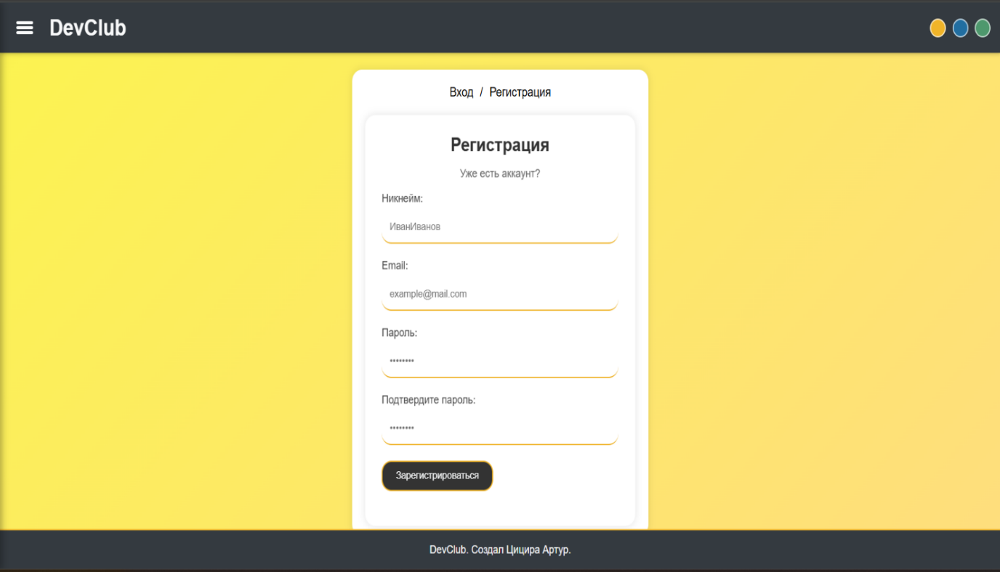 DevClub
Вход / Регистрация
Регистрация
Уже есть аккаунт?
Никнейм:
ИванИванов
Email:
example@mail.com
Пароль:
••••••••
Подтвердите пароль:
••••••••
Зарегистрироваться
DevClub. Создал Цицира Артур.